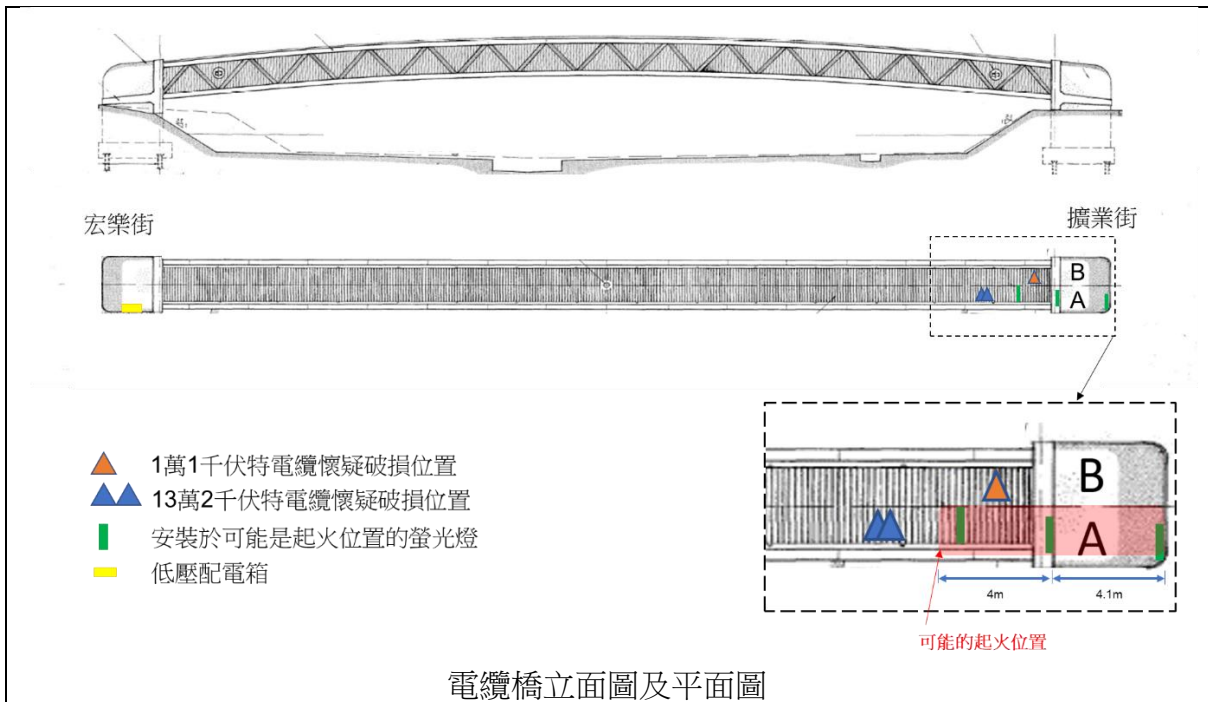 宏樂街
擴業街
B
A
1萬1千伏特電纜懷疑破損位置
13萬2千伏特電纜懷疑破損位置
安裝於可能是起火位置的螢光燈
低壓配電箱
B
A
4m
4.1m
可能的起火位置
電纜橋立面圖及平面圖